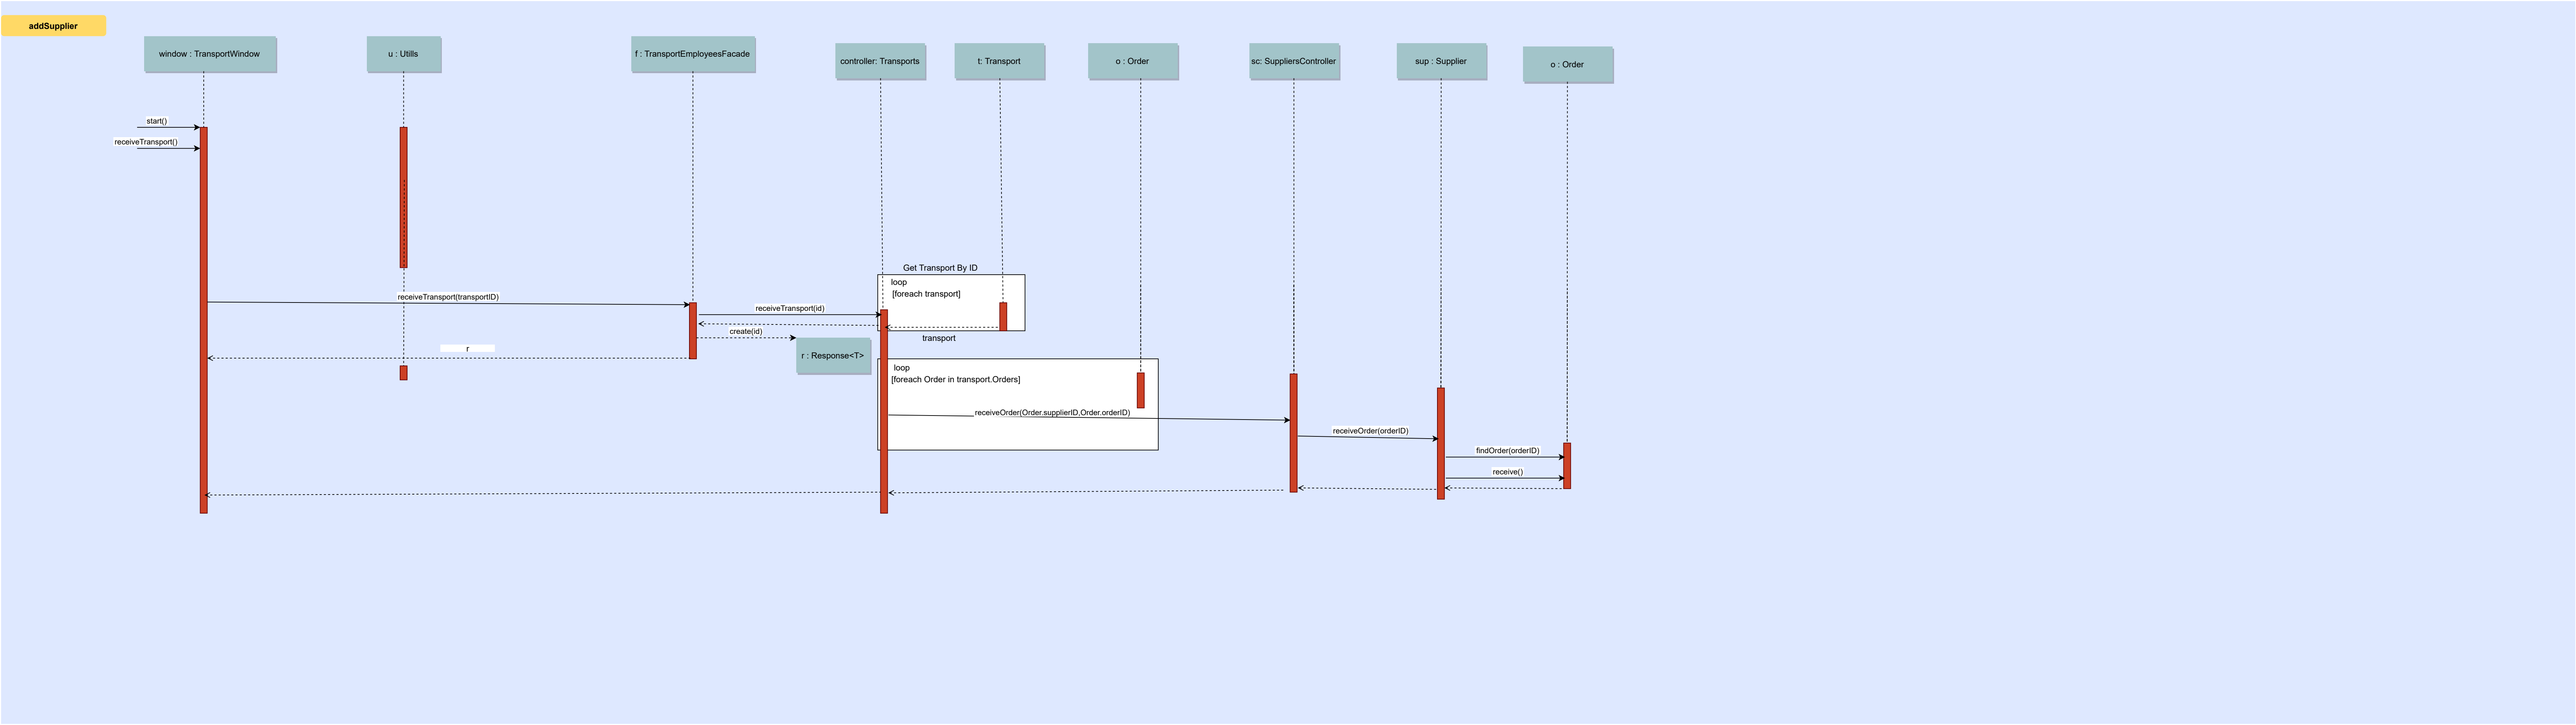 addSupplier
window : TransportWindow
u : Utills
f : TransportEmployeesFacade
controller: Transports
t: Transport
o : Order
sc: SuppliersController
sup : Supplier
o : Order
start()
receiveTransport()
Get Transport By ID
loop
[foreach transport]
receiveTransport(transportID)
receiveTransport(id)
create(id)
transport
r
r : Response<T>
loop
[foreach Order in transport.Orders]
receiveOrder(Order.supplierID,Order.orderID)
receiveOrder(orderID)
findOrder(orderID)
receive()